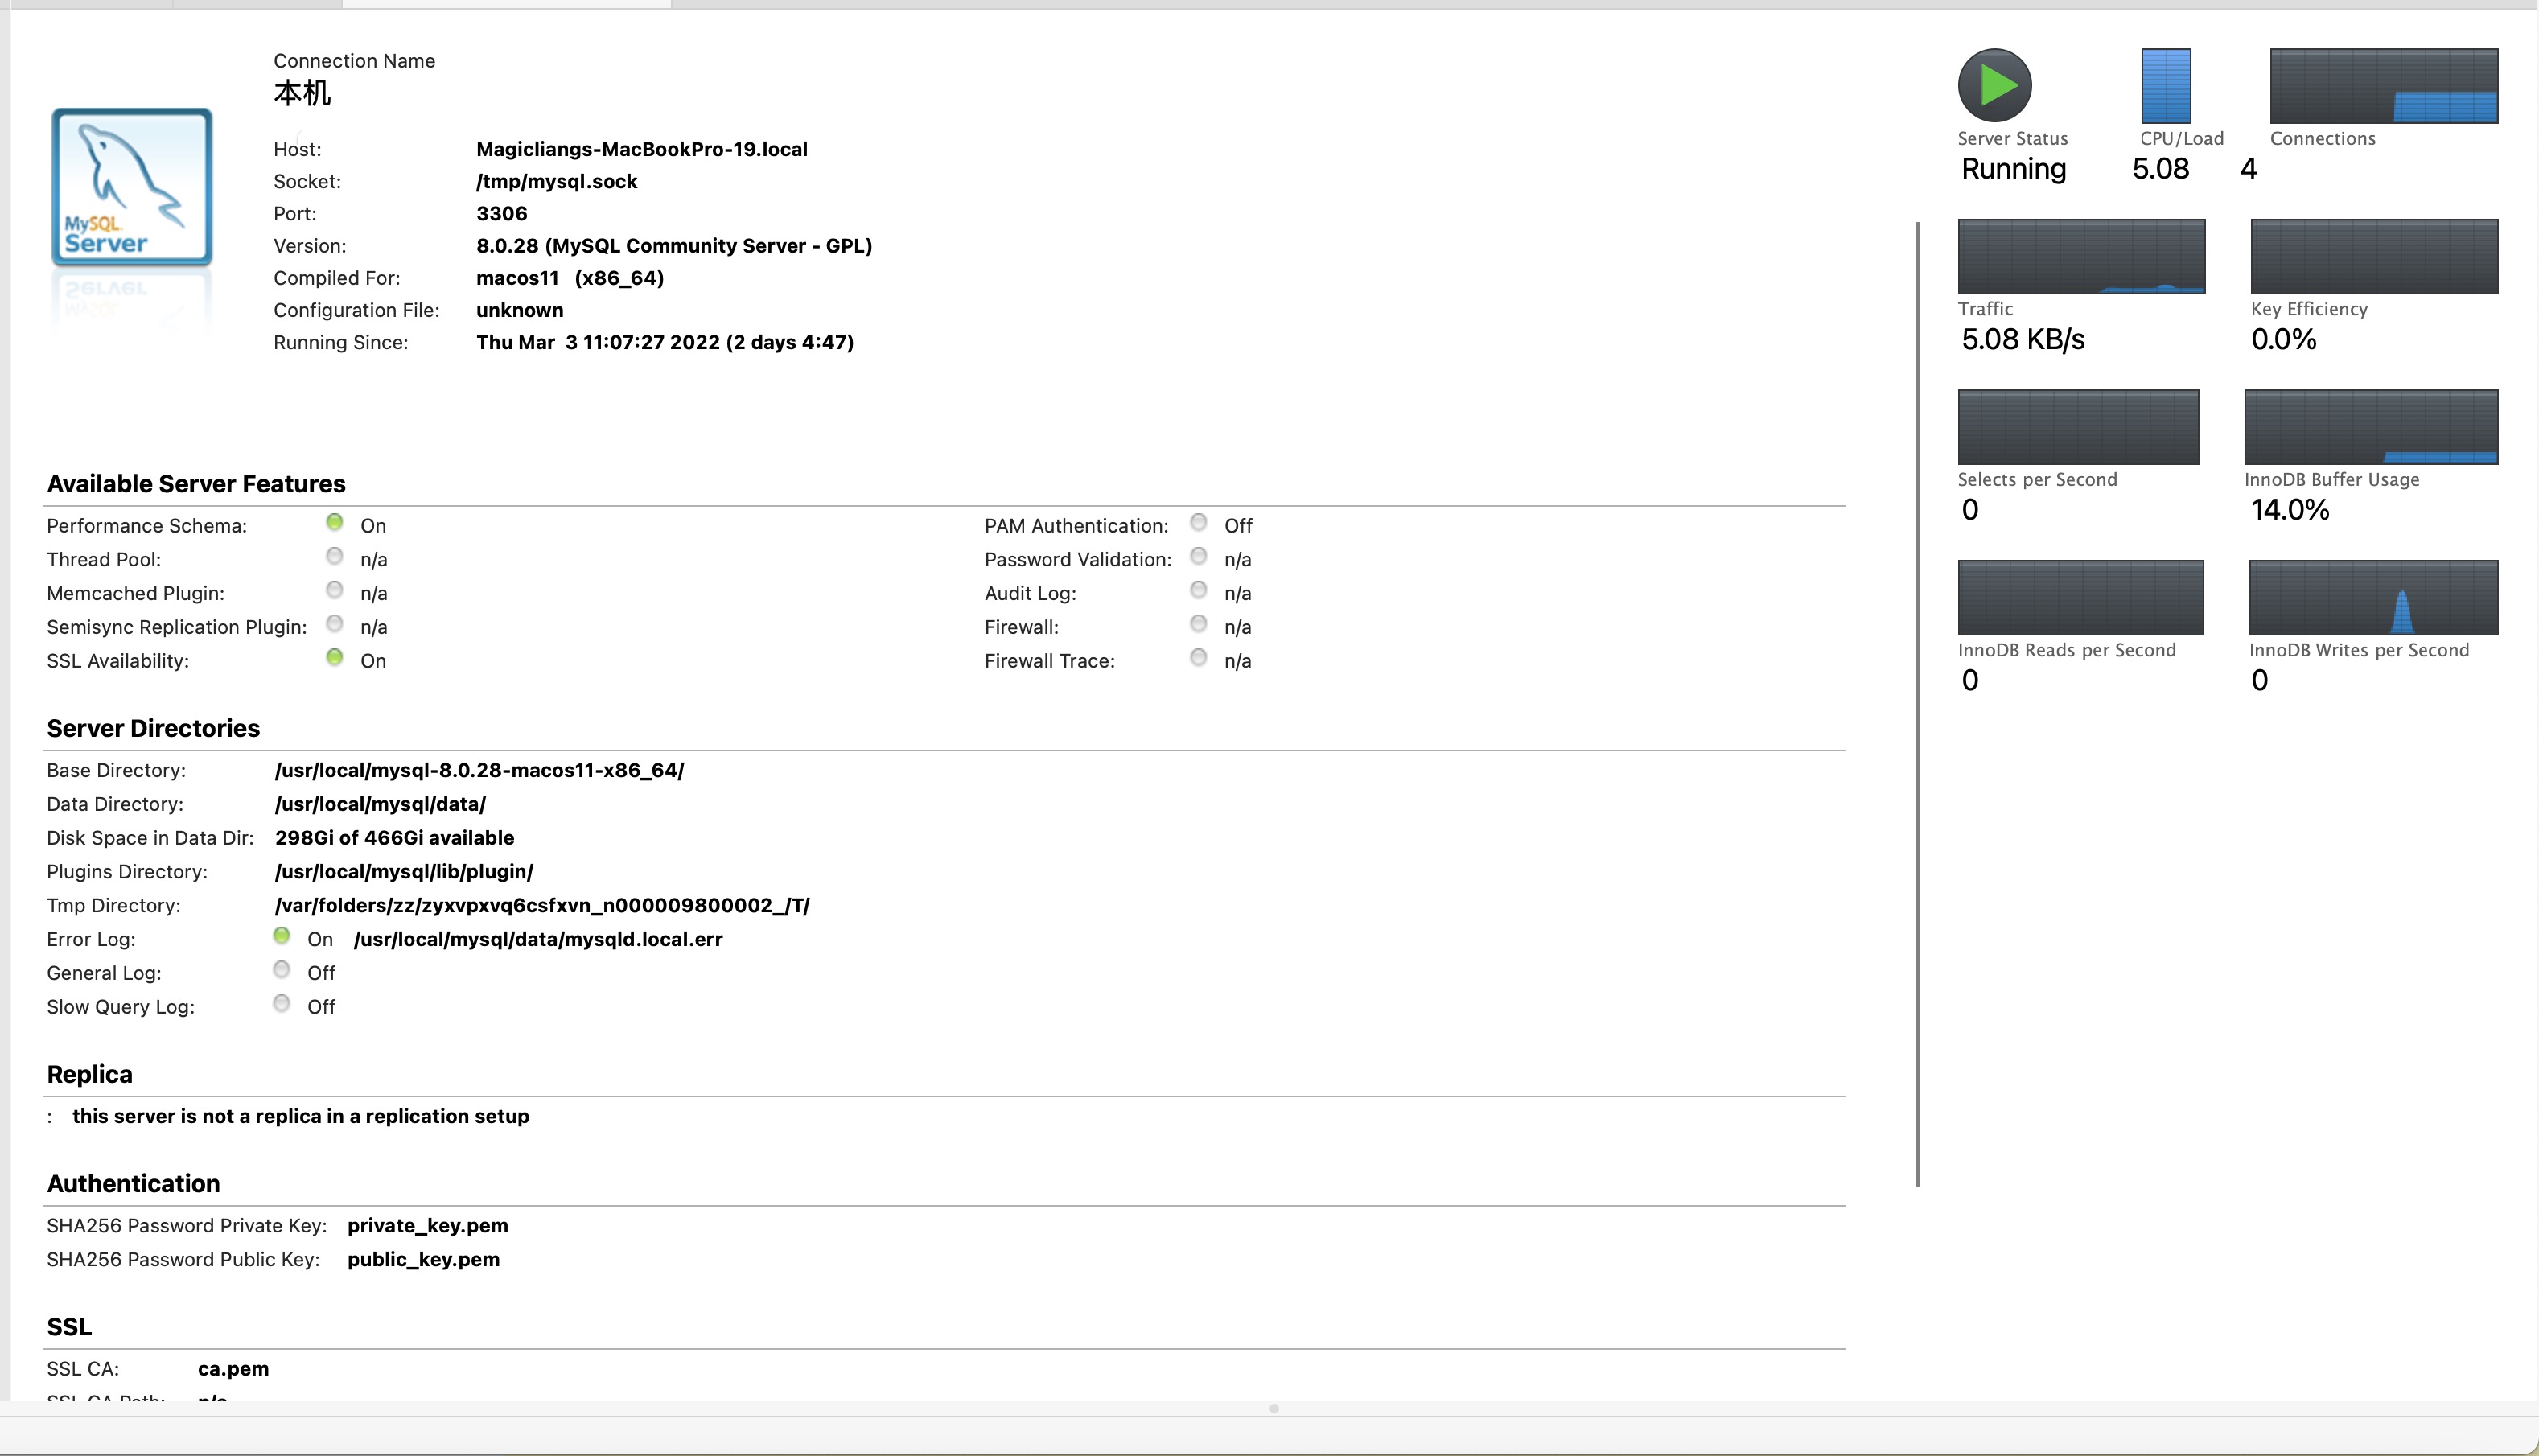 Connection Name
本机
MySQL
Server
Host: Magicliangs-MacBookPro-19.local
Socket: /tmp/mysql.sock
Port: 3306
Version: 8.0.28 (MySQL Community Server - GPL)
Compiled For: macos11 (x86_64)
Configuration File: unknown
Running Since: Thu Mar 3 11:07:27 2022 (2 days 4:47)
Available Server Features
Performance Schema: On
Thread Pool: n/a
Memcached Plugin: n/a
Semisync Replication Plugin: n/a
SSL Availability: On
PAM Authentication: Off
Password Validation: n/a
Audit Log: n/a
Firewall: n/a
Firewall Trace: n/a
Server Directories
Base Directory: /usr/local/mysql-8.0.28-macos11-x86_64/
Data Directory: /usr/local/mysql/data/
Disk Space in Data Dir: 298Gi of 466Gi available
Plugins Directory: /usr/local/mysql/lib/plugin/
Tmp Directory: /var/folders/zz/zyxvpxvq6csfxvn_n000009800002_/T/
Error Log: On /usr/local/mysql/data/mysqld.local.err
General Log: Off
Slow Query Log: Off
Replica
: this server is not a replica in a replication setup
Authentication
SHA256 Password Private Key: private_key.pem
SHA256 Password Public Key: public_key.pem
SSL
SSL CA: ca.pem
SSL CA Path: n/a
Server Status
Running
CPU/Load
5.08
Connections
4
Traffic
5.08 KB/s
Key Efficiency
0.0%
Selects per Second
0
InnoDB Buffer Usage
14.0%
InnoDB Reads per Second
0
InnoDB Writes per Second
0